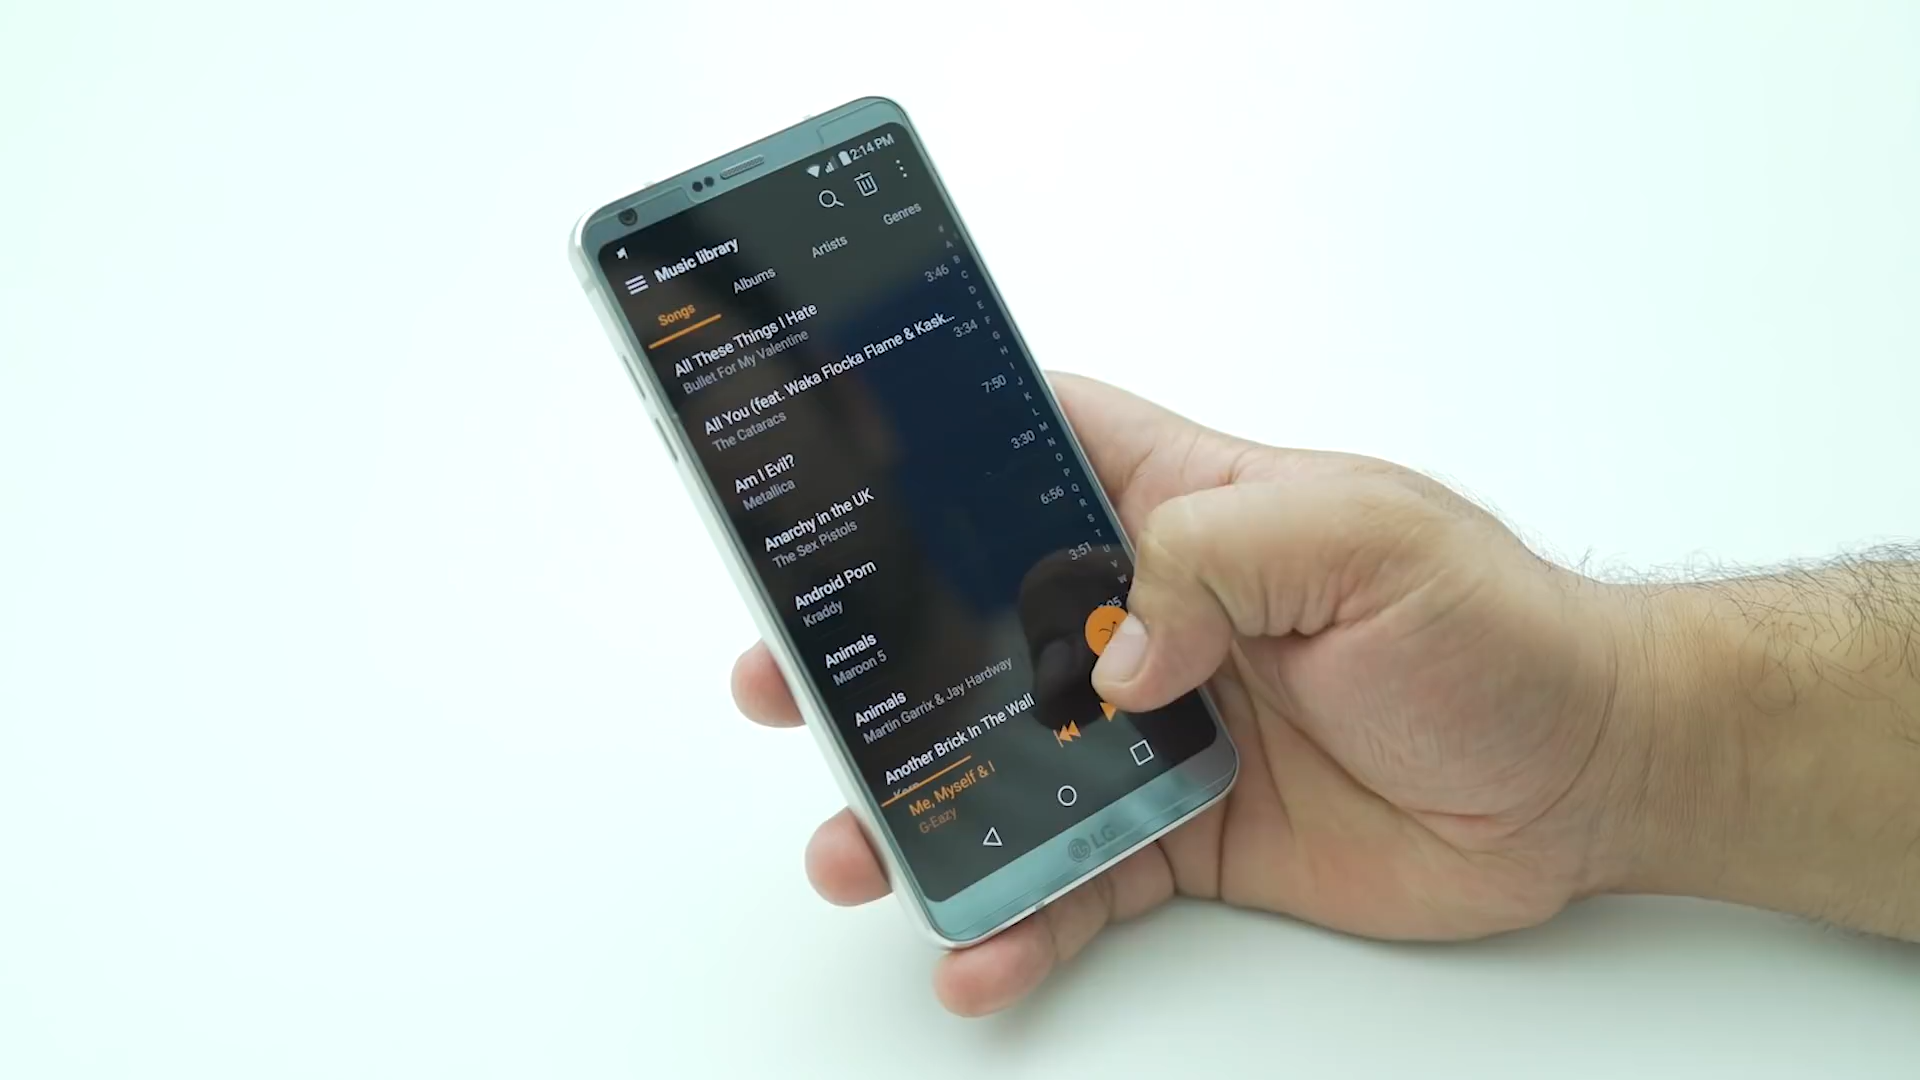 2:14 PM
Music library
Songs
Albums
Artists
Genres
All These Things I Hate
3:46
Bullet For My Valentine
All You (feat. Waka Flocka Flame & Kask...
3:34
The Cataracs
Am I Evil?
7:50
Metallica
Anarchy in the UK
3:30
The Sex Pistols
Android Porn
6:56
Kraddy
Animals
3:51
Maroon 5
Animals
Martin Garrix & Jay Hardway
Another Brick In The Wall
Korn
Me, Myself & I
G-Eazy
#
A
B
C
D
E
F
G
H
I
J
K
L
M
N
O
P
Q
R
S
T
U
V
W
LG